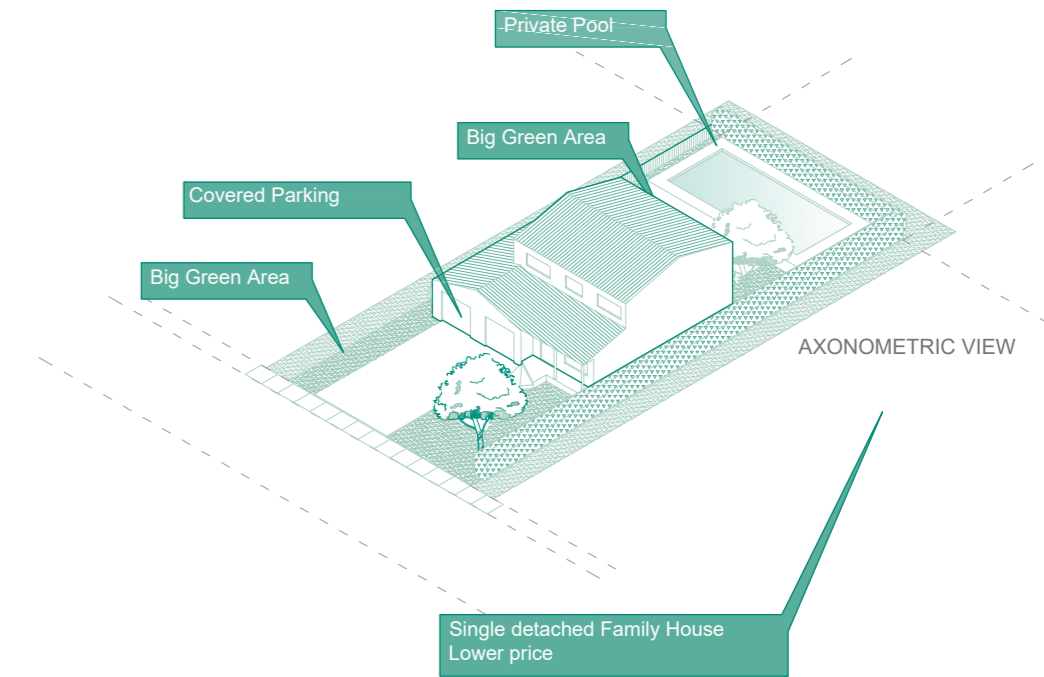 Private Pool
Big Green Area
Covered Parking
Big Green Area
AXONOMETRIC VIEW
Single detached Family House
Lower price